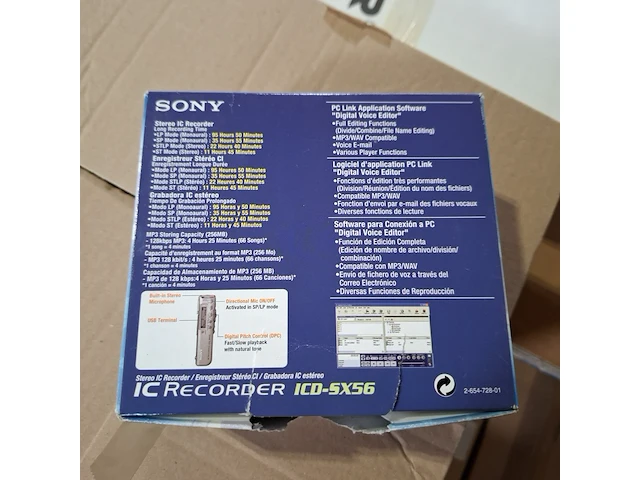 SONY
Stereo IC Recorder
Long Recording Time
•LP Mode (Monaural): 95 Hours 50 Minutes
•SP Mode (Monaural): 35 Hours 55 Minutes
•STLP Mode (Stereo) : 22 Hours 40 Minutes
•ST Mode (Stereo) : 11 Hours 45 Minutes
Enregistreur Stéréo CI
Enregistrement Longue Durée
•Mode LP (Monaural) : 95 Heures 50 Minutes
•Mode SP (Monaural) : 35 Heures 55 Minutes
•Mode STLP (Stéréo) : 22 Heures 40 Minutes
•Mode ST (Stéréo) : 11 Heures 45 Minutes
Grabadora IC estéreo
Tiempo De Grabación Prolongado
•Modo LP (Monoaural) : 95 Horas y 50 Minutos
•Modo SP (Monoaural) : 35 Horas y 55 Minutos
•Modo STLP (Estéreo) : 22 Horas y 40 Minutos
•Modo ST (Estéreo) : 11 Horas y 45 Minutos
MP3 Storing Capacity (256MB)
- 128kbps MP3: 4 Hours 25 Minutes (66 Songs)*
*1 song = 4 minutes
Capacité d'enregistrement au format MP3 (256 Mo)
- MP3 128 kbit/s : 4 heures 25 minutes (66 chansons)*
*1 chanson = 4 minutes
Capacidad de Almacenamiento de MP3 (256 MB)
- MP3 de 128 kbps:4 Horas y 25 Minutos (66 Canciones)*
*1 canción = 4 minutos
Built-in Stereo
Microphone
USB Terminal
Directional Mic ON/OFF
Activated in SP/LP mode
Digital Pitch Control (DPC)
Fast/Slow playback
with natural tone
PC Link Application Software
"Digital Voice Editor"
•Full Editing Functions
(Divide/Combine/File Name Editing)
•MP3/WAV Compatible
•Voice E-mail
•Various Player Functions
Logiciel d'application PC Link
"Digital Voice Editor"
•Fonctions d'édition très performantes
(Division/Réunion/Édition du nom des fichiers)
•Compatible MP3/WAV
•Fonction d'envoi par e-mail des fichiers vocaux
•Diverses fonctions de lecture
Software para Conexión a PC
"Digital Voice Editor"
•Función de Edición Completa
(Edición de nombre de archivo/división/
combinación)
•Compatible con MP3/WAV
•Envío de fichero de voz a través del
Correo Electrónico
•Diversas Funciones de Reproducción
Stereo IC Recorder / Enregistreur Stéréo CI / Grabadora IC estéreo
IC RECORDER ICD-SX56
2-654-728-01